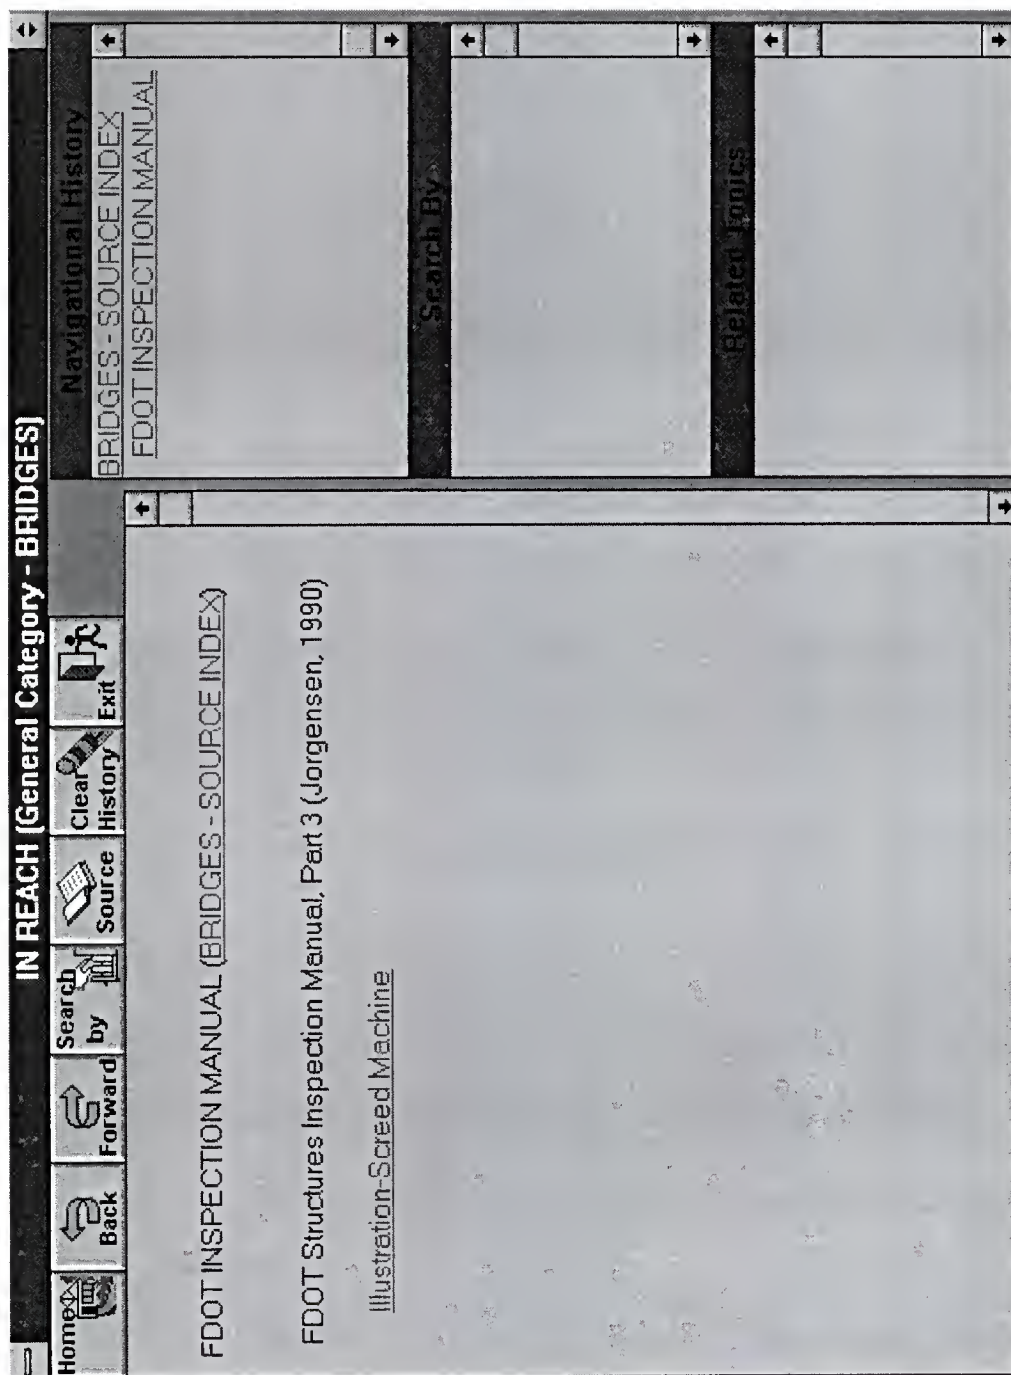 IN REACH (General Category - BRIDGES)
Home
Back
Forward
Search
by
Source
Clear
History
Exit
FDOT INSPECTION MANUAL (BRIDGES - SOURCE INDEX)
FDOT Structures Inspection Manual, Part 3 (Jorgensen, 1990)
Illustration-Screed Machine
Navigational History
BRIDGES - SOURCE INDEX
FDOT INSPECTION MANUAL
Search By
Related Topics